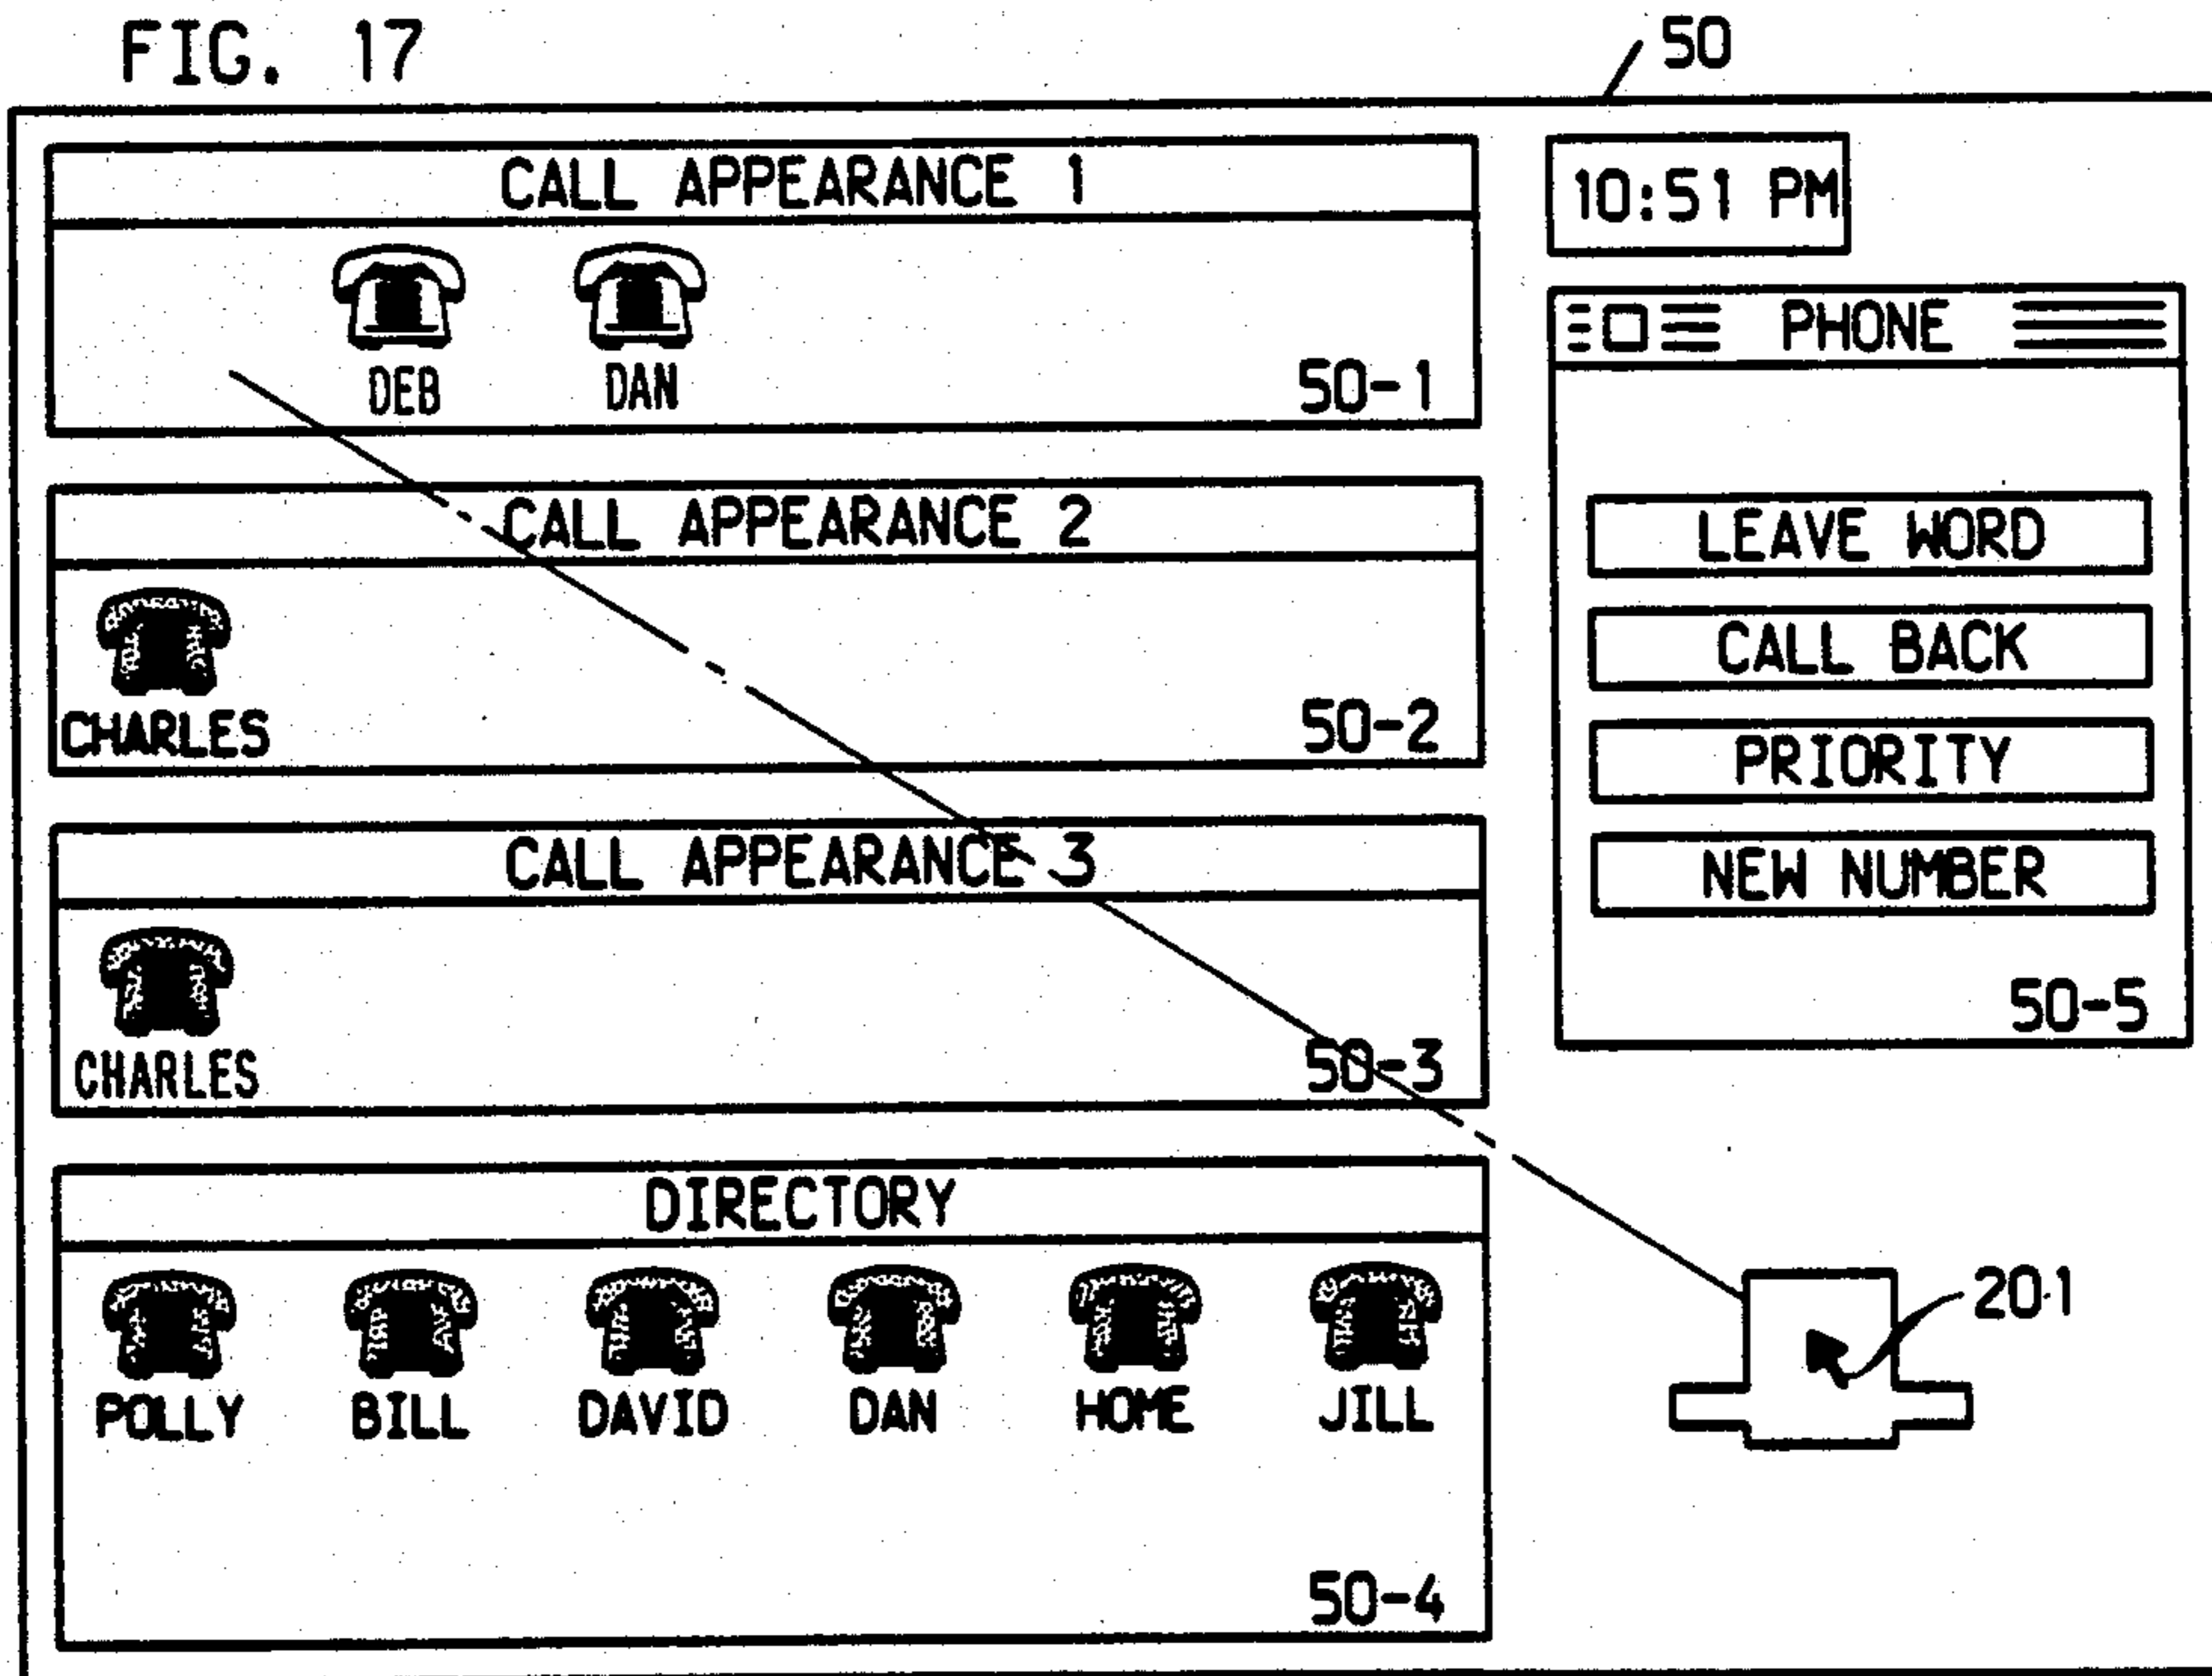 FIG. 17
50
CALL APPEARANCE 1
DEB DAN
50-1
CALL APPEARANCE 2
CHARLES
50-2
CALL APPEARANCE 3
CHARLES
50-3
DIRECTORY
POLLY BILL DAVID DAN HOME JILL
50-4
10:51 PM
PHONE
LEAVE WORD
CALL BACK
PRIORITY
NEW NUMBER
50-5
201